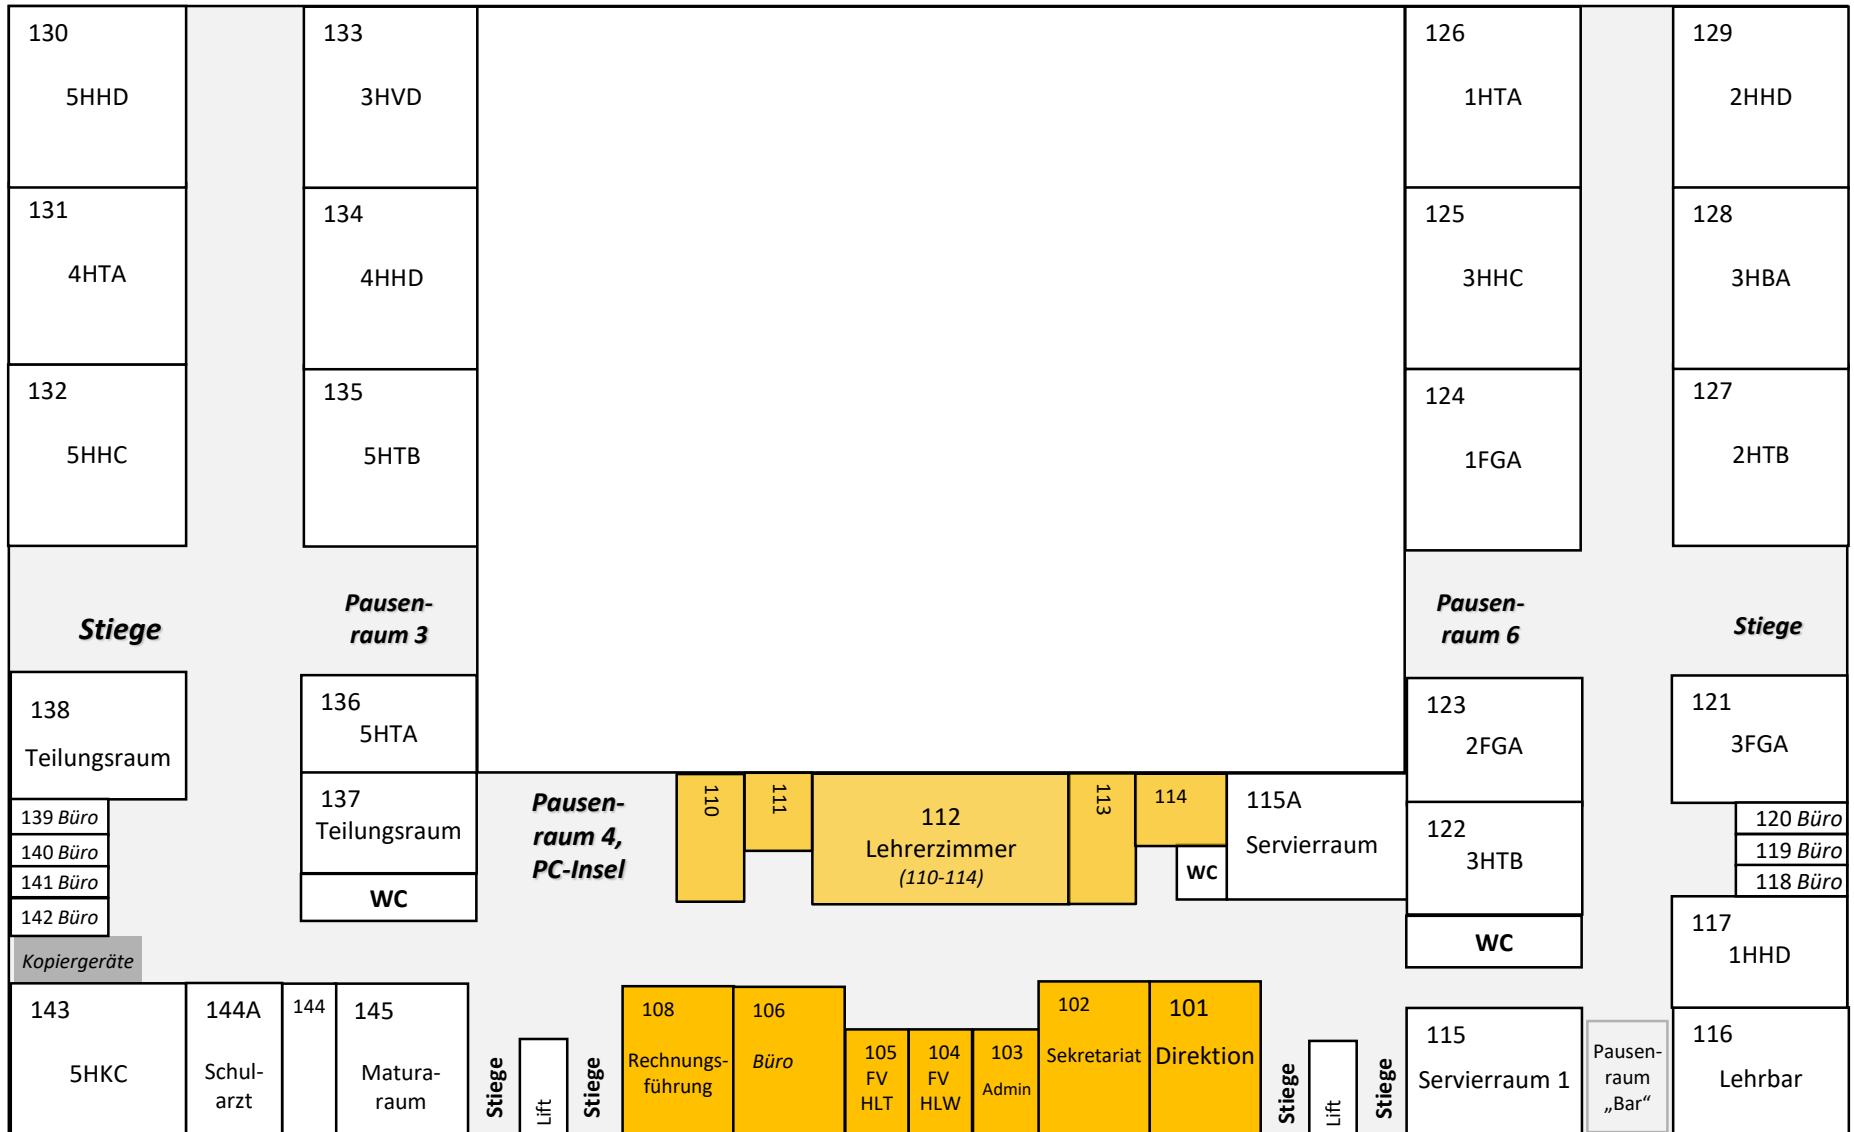 130
5HHD
133
3HVD
126
1HTA
129
2HHD
131
4HTA
134
4HHD
125
3HHC
128
3HBA
132
5HHC
135
5HTB
124
1FGA
127
2HTB
Stiege
Pausen-
raum 3
Pausen-
raum 6
Stiege
138
Teilungsraum
136
5HTA
123
2FGA
121
3FGA
139 Büro
140 Büro
141 Büro
142 Büro
Kopiergeräte
137
Teilungsraum
WC
Pausen-
raum 4,
PC-Insel
110
111
112
Lehrerzimmer
(110-114)
113
114
WC
115A
Servierraum
122
3HTB
WC
120 Büro
119 Büro
118 Büro
117
1HHD
143
5HKC
144A
Schul-
arzt
144
145
Matura-
raum
Stiege
Lift
Stiege
108
Rechnungs-
führung
106
Büro
105
FV
HLT
104
FV
HLW
103
Admin
102
Sekretariat
101
Direktion
Stiege
Lift
Stiege
115
Servierraum 1
Pausen-
raum
„Bar“
116
Lehrbar